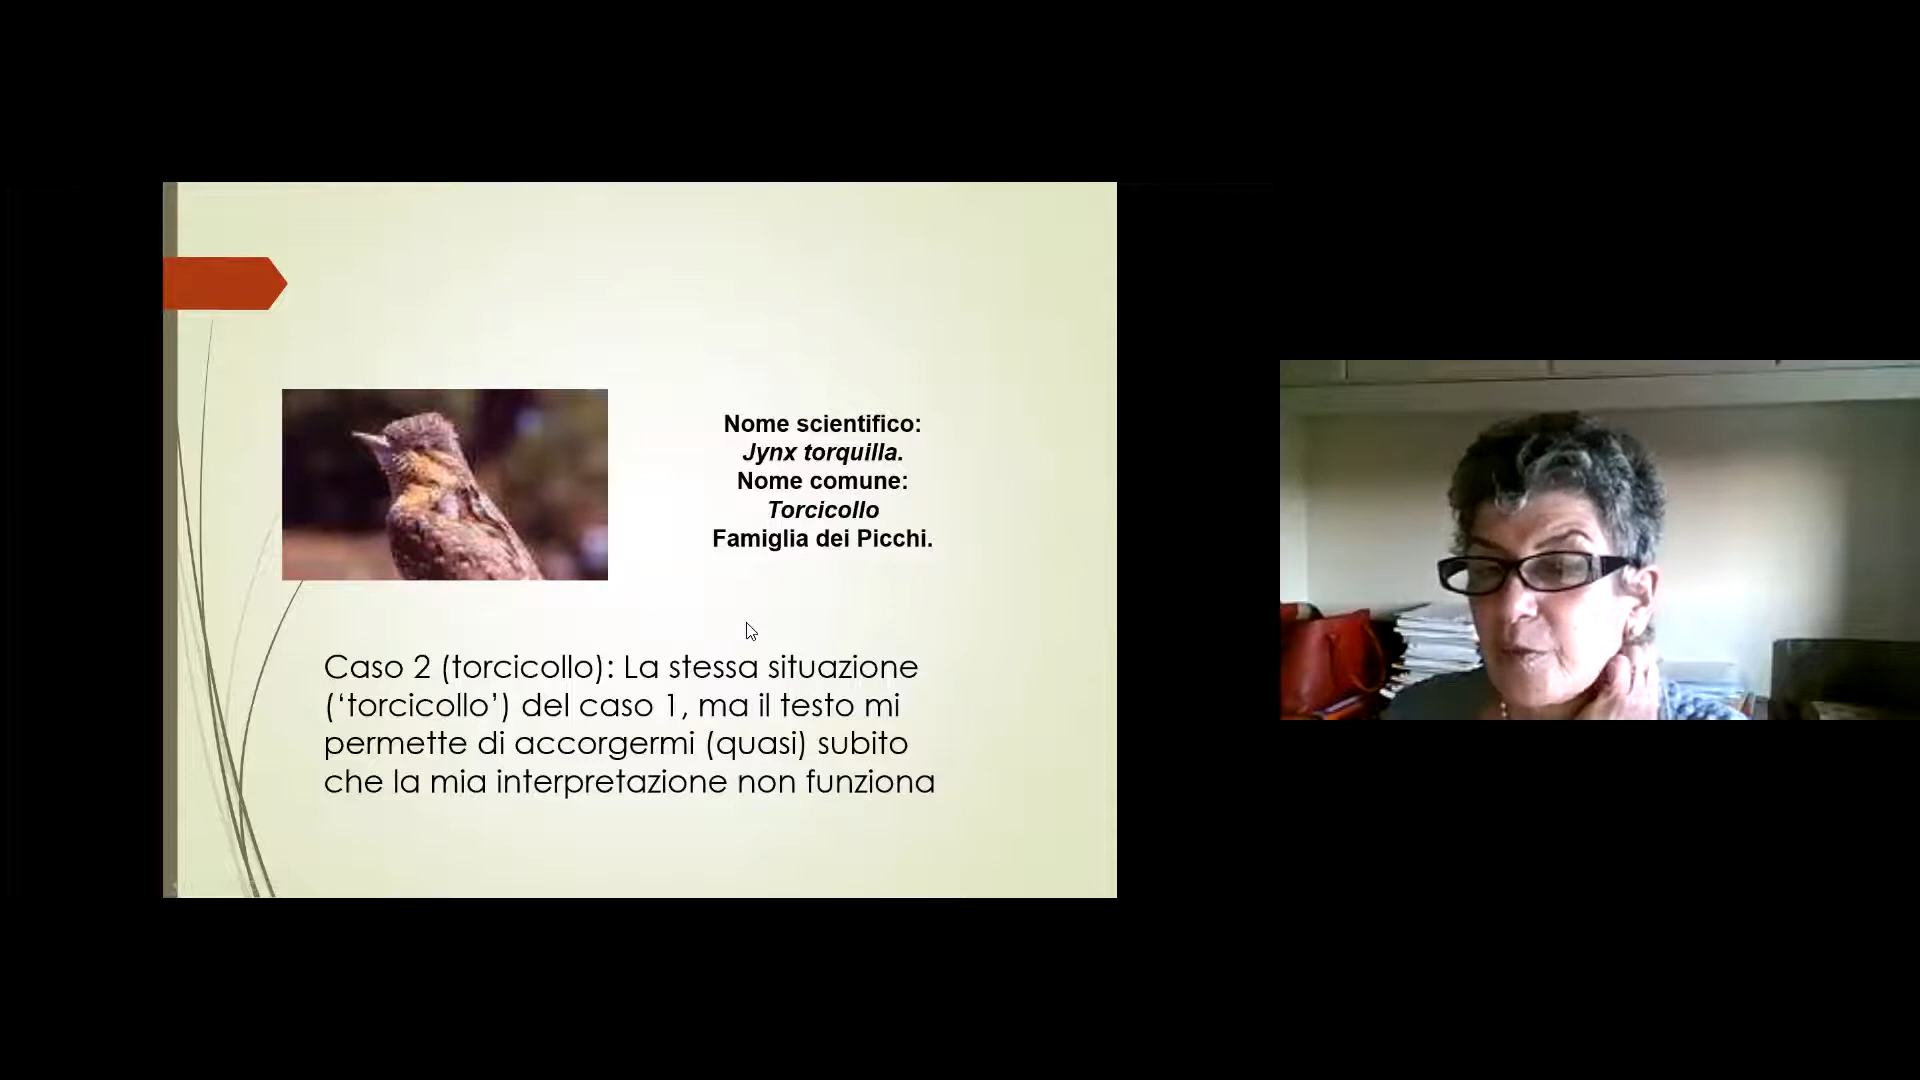 Nome scientifico:
Jynx torquilla.
Nome comune:
Torcicollo
Famiglia dei Picchi.
Caso 2 (torcicollo): La stessa situazione
(‘torcicollo’) del caso 1, ma il testo mi
permette di accorgermi (quasi) subito
che la mia interpretazione non funziona